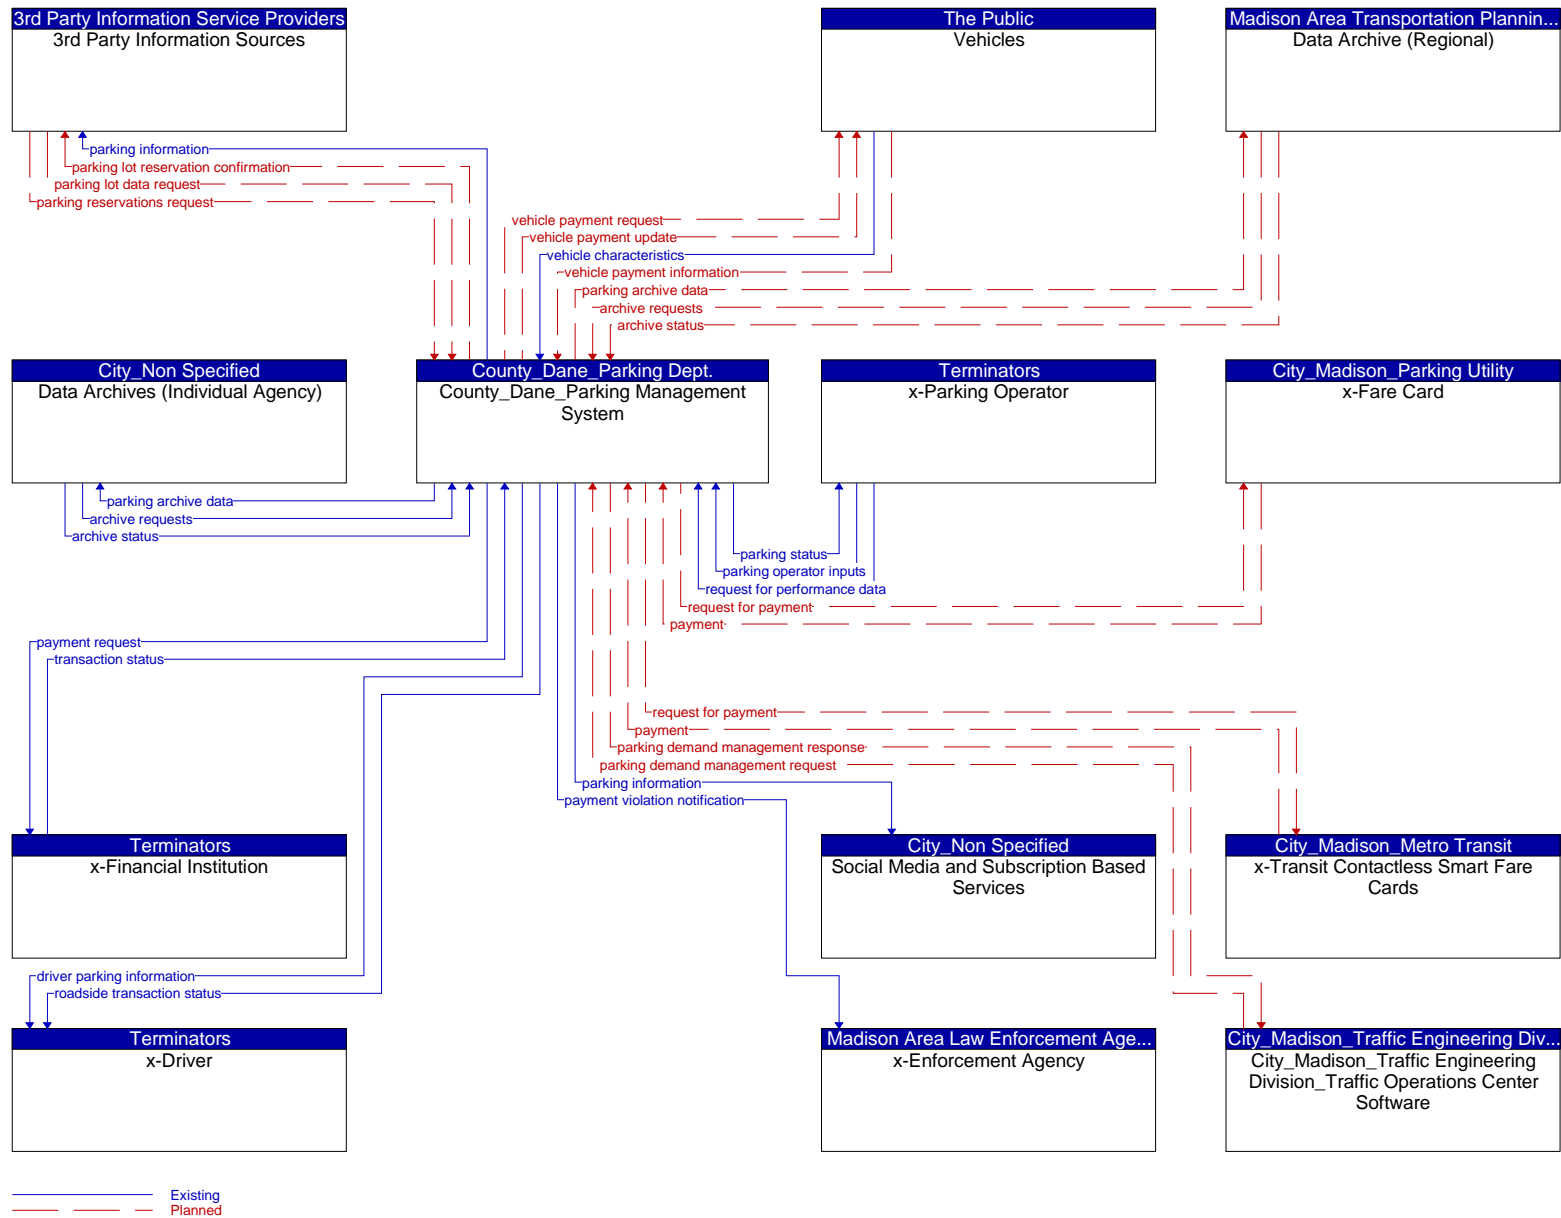 3rd Party Information Service Providers
3rd Party Information Sources
The Public
Vehicles
Madison Area Transportation Plannin...
Data Archive (Regional)
parking information
parking lot reservation confirmation
parking lot data request
parking reservations request
vehicle payment request
vehicle payment update
vehicle characteristics
vehicle payment information
parking archive data
archive requests
archive status
City_Non Specified
Data Archives (Individual Agency)
County_Dane_Parking Dept.
County_Dane_Parking Management
System
Terminators
x-Parking Operator
City_Madison_Parking Utility
x-Fare Card
parking archive data
archive requests
archive status
parking status
parking operator inputs
request for performance data
request for payment
payment
payment request
transaction status
request for payment
payment
parking demand management response
parking demand management request
parking information
payment violation notification
Terminators
x-Financial Institution
City_Non Specified
Social Media and Subscription Based
Services
City_Madison_Metro Transit
x-Transit Contactless Smart Fare
Cards
driver parking information
roadside transaction status
Terminators
x-Driver
Madison Area Law Enforcement Age...
x-Enforcement Agency
City_Madison_Traffic Engineering Div...
City_Madison_Traffic Engineering
Division_Traffic Operations Center
Software
Existing
Planned